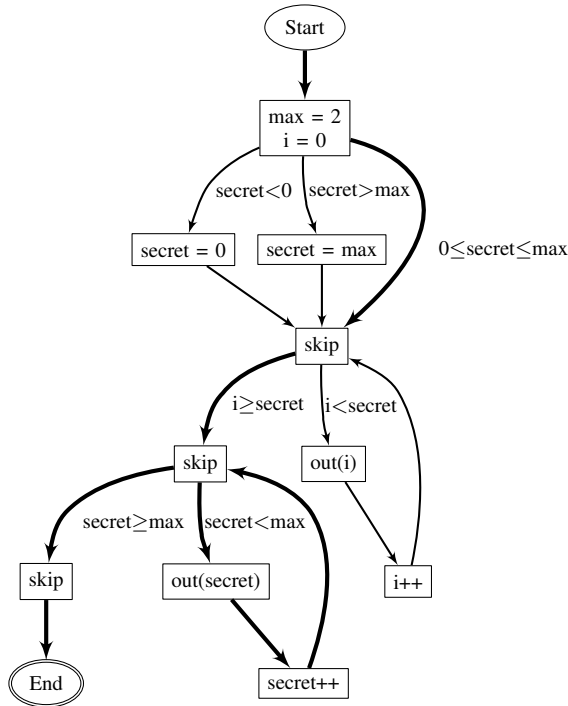 Start
max = 2
i = 0
secret<0
secret>max
0≤secret≤max
secret = 0
secret = max
skip
i≥secret
i<secret
skip
out(i)
secret≥max
secret<max
skip
out(secret)
i++
End
secret++